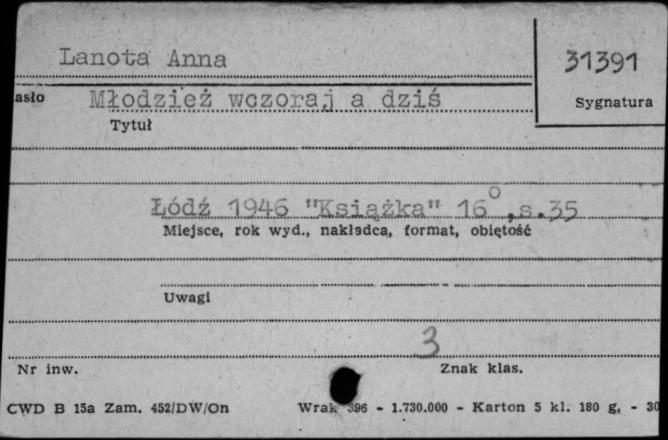 Lanota Anna
31391
asło Młodzież wczoraj a dziś
Sygnatura
Tytuł
Łódź 1946 "Książka" 16°, s. 35
Miejsce, rok wyd., nakładca, format, objętość
Uwagi
3
Nr inw. Znak klas.
CWD B 15a Zam. 452/DW/On Wrak 396 - 1.730.000 - Karton 5 kl. 180 g, - 30